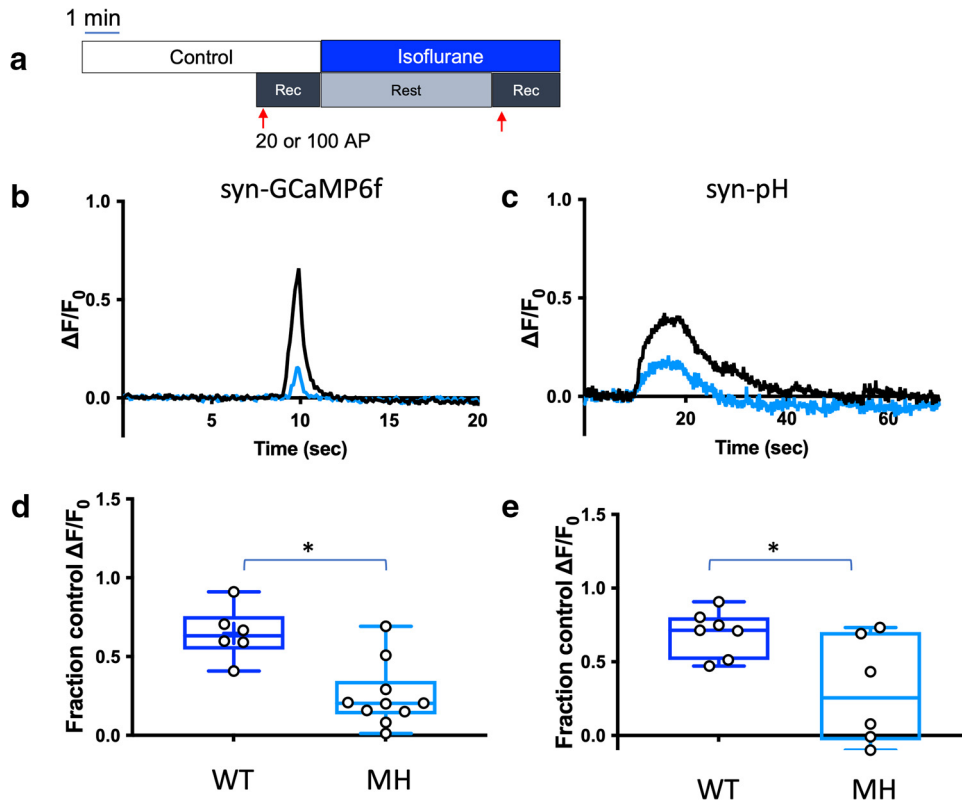 1 min
a
Control
Isoflurane
Rec
Rest
Rec
20 or 100 AP
b
syn-GCaMP6f
ΔF/F0
1.0
0.5
0.0
5
10
15
20
Time (sec)
c
syn-pH
ΔF/F0
1.0
0.5
0.0
20
40
60
Time (sec)
d
Fraction control ΔF/F0
1.5
1.0
0.5
0.0
*
WT
MH
e
Fraction control ΔF/F0
1.5
1.0
0.5
0.0
*
WT
MH